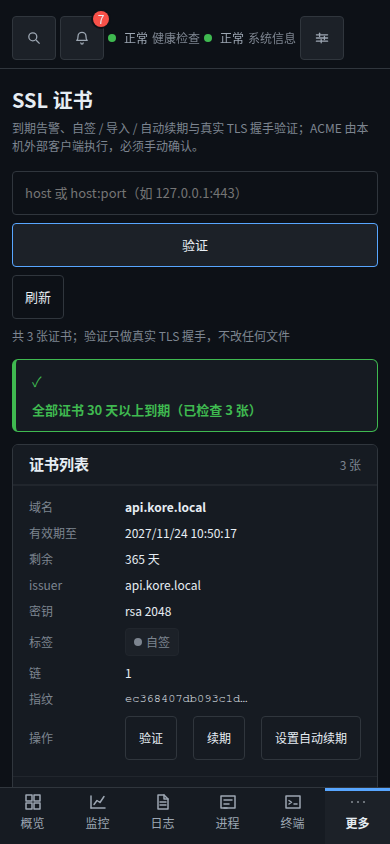 7
正常 健康检查 正常 系统信息
SSL 证书
到期告警、自签 / 导入 / 自动续期与真实 TLS 握手验证；ACME 由本
机外部客户端执行，必须手动确认。
host 或 host:port（如 127.0.0.1:443）
验证
刷新
共 3 张证书；验证只做真实 TLS 握手，不改任何文件
✓
全部证书 30 天以上到期（已检查 3 张）
证书列表 3 张
域名 api.kore.local
有效期至 2027/11/24 10:50:17
剩余 365 天
issuer api.kore.local
密钥 rsa 2048
标签 自签
链 1
指纹 ec368407db093c1d…
操作 验证 续期 设置自动续期
概览 监控 日志 进程 终端 更多